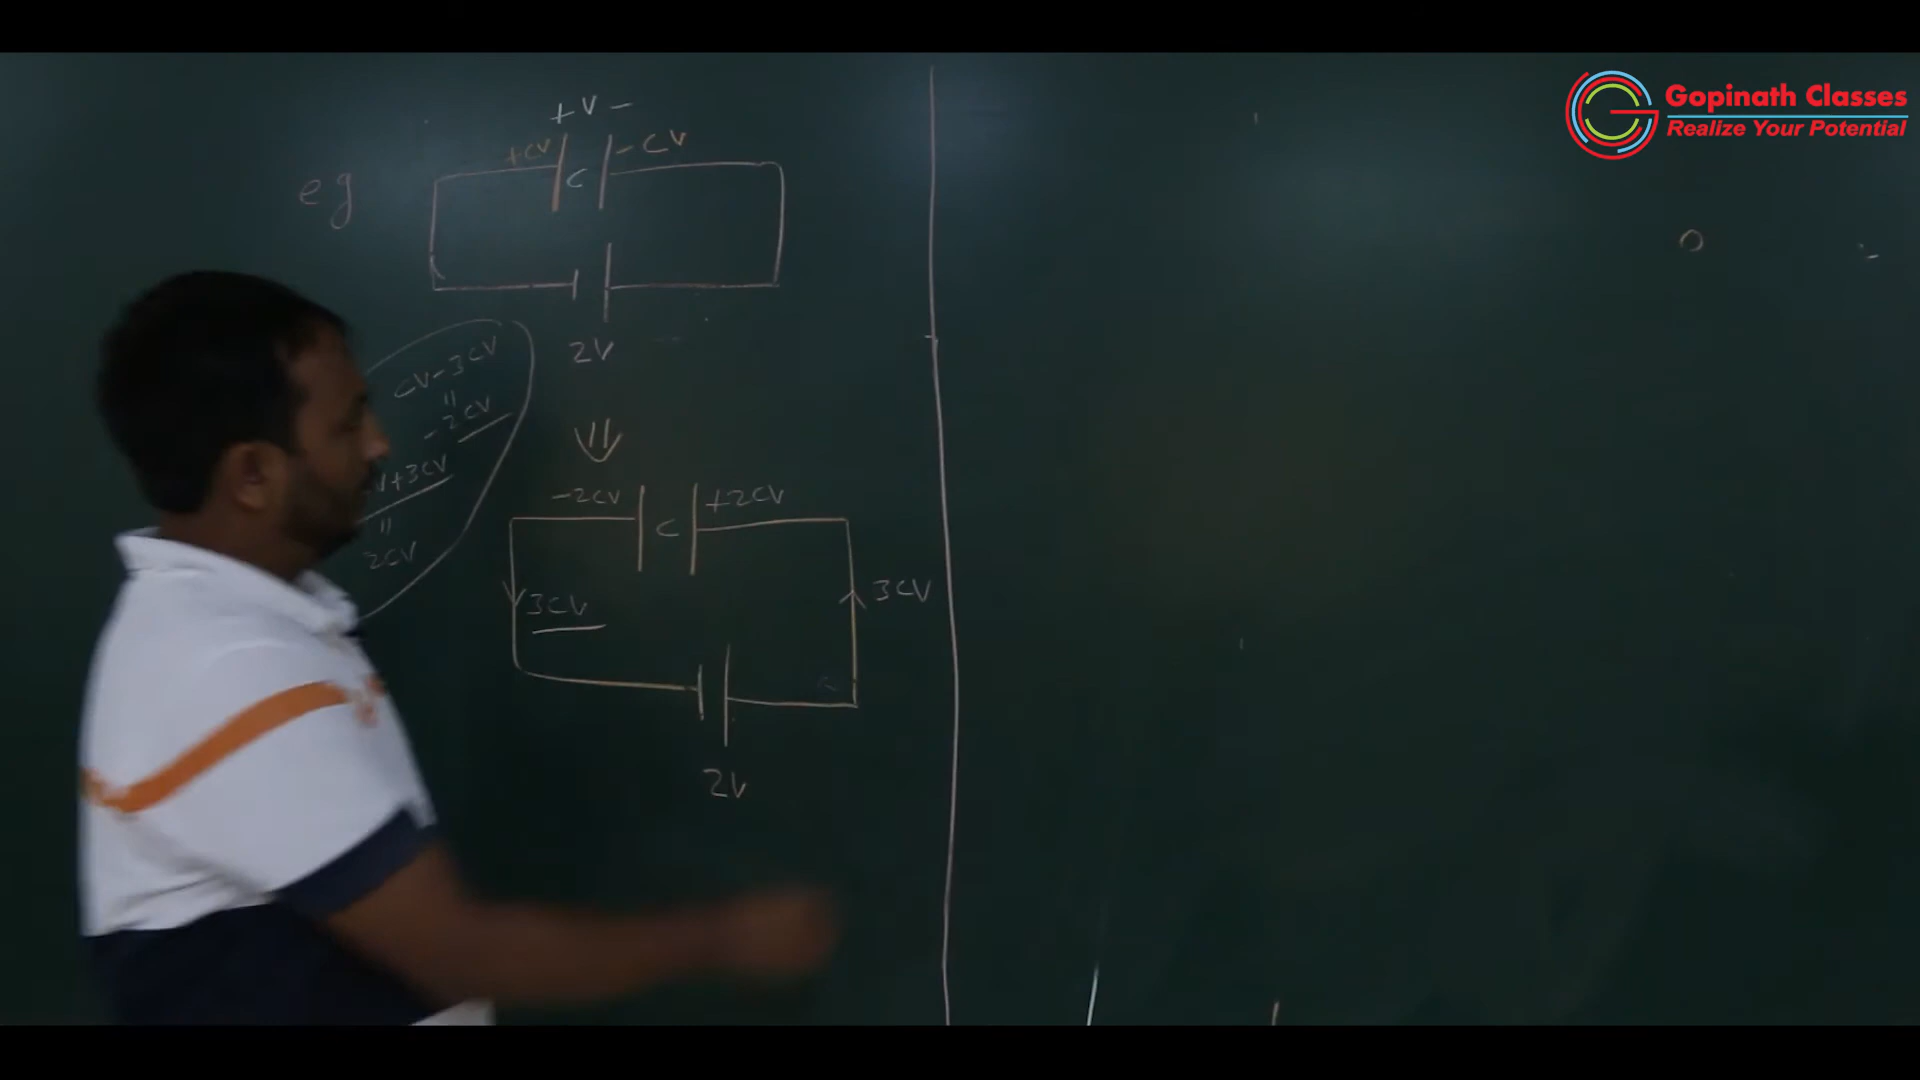 Gopinath Classes
Realize Your Potential
+ V -
+CV
C
- CV
eg
2V
CV-3CV
"
-2CV
V+3CV
"
2CV
-2CV
C
+2CV
3CV
3CV
2V